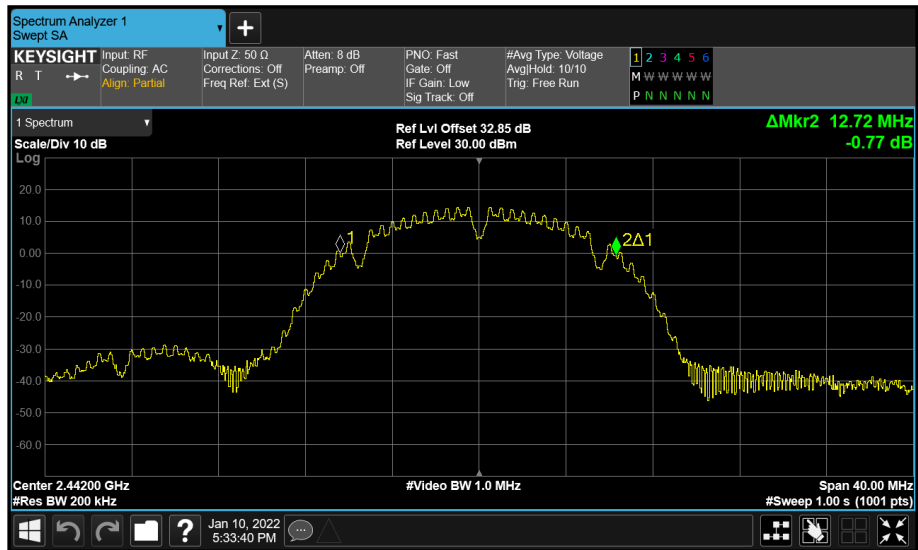 Spectrum Analyzer 1
Swept SA
+
KEYSIGHT
R T
LXI
Input: RF
Coupling: AC
Align: Partial
Input Z: 50 Ω
Corrections: Off
Freq Ref: Ext (S)
Atten: 8 dB
Preamp: Off
PNO: Fast
Gate: Off
IF Gain: Low
Sig Track: Off
#Avg Type: Voltage
Avg|Hold: 10/10
Trig: Free Run
1 2 3 4 5 6
M W W W W W
P N N N N N
1 Spectrum
Scale/Div 10 dB
Ref Lvl Offset 32.85 dB
Ref Level 30.00 dBm
ΔMkr2 12.72 MHz
-0.77 dB
Log
20.0
10.0
0.00
-10.0
-20.0
-30.0
-40.0
-50.0
-60.0
1
2Δ1
Center 2.44200 GHz
#Res BW 200 kHz
#Video BW 1.0 MHz
Span 40.00 MHz
#Sweep 1.00 s (1001 pts)
?
Jan 10, 2022
5:33:40 PM